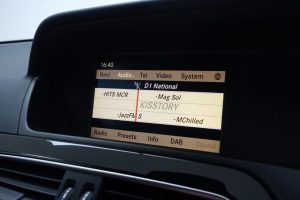 16:40
Navi Audio Tel Video System
D1 National
·HITS MCR
·Mag Sol
KISSTORY
·JazzFM S
·MChilled
Radio Presets Info DAB Sound